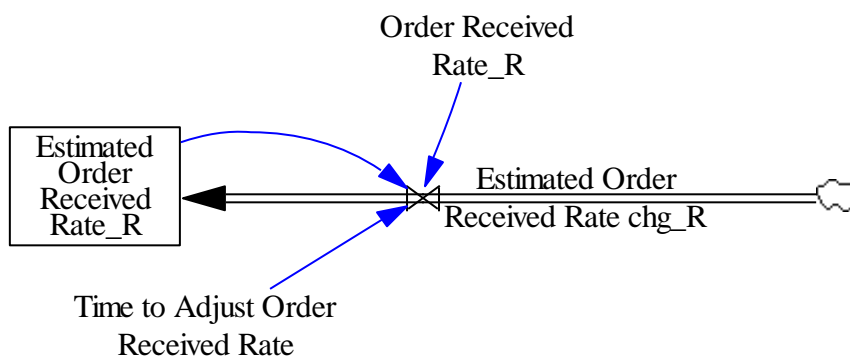 Order Received
Rate_R
Estimated
Order
Received
Rate_R
Estimated Order
Received Rate chg_R
Time to Adjust Order
Received Rate